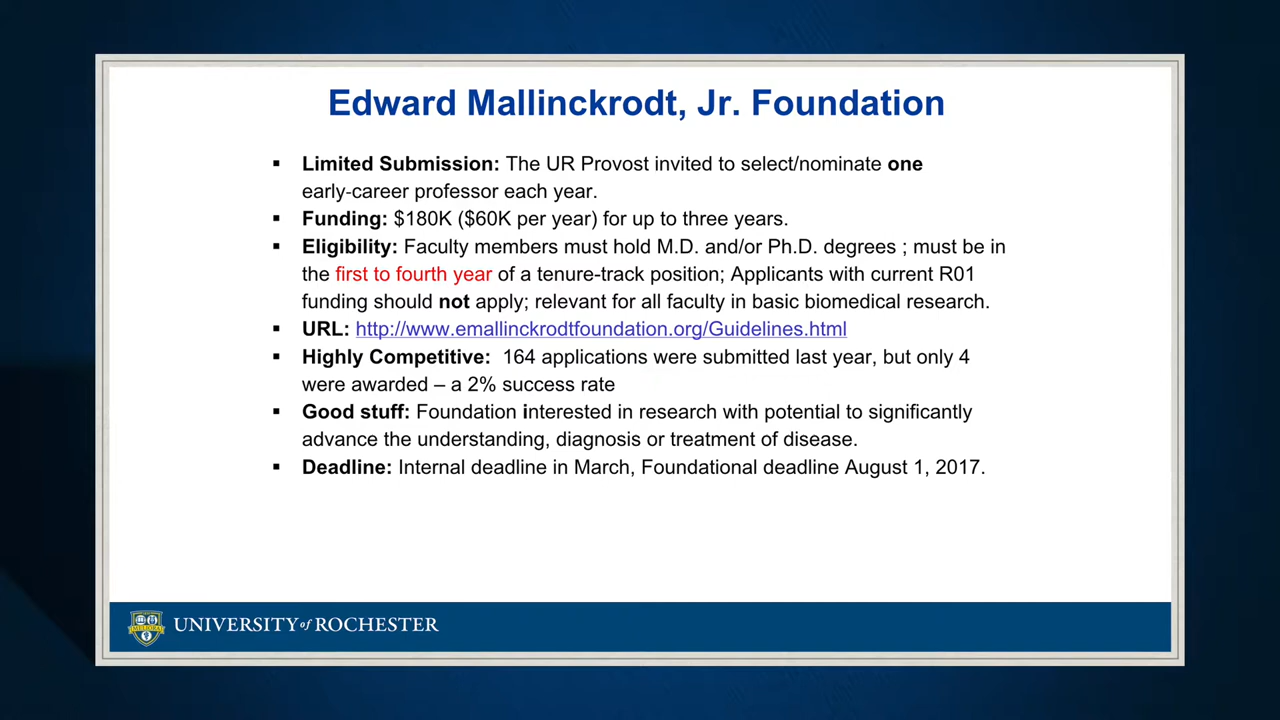 Edward Mallinckrodt, Jr. Foundation
▪ Limited Submission: The UR Provost invited to select/nominate one
early-career professor each year.
▪ Funding: $180K ($60K per year) for up to three years.
▪ Eligibility: Faculty members must hold M.D. and/or Ph.D. degrees ; must be in
the first to fourth year of a tenure-track position; Applicants with current R01
funding should not apply; relevant for all faculty in basic biomedical research.
▪ URL: http://www.emallinckrodtfoundation.org/Guidelines.html
▪ Highly Competitive: 164 applications were submitted last year, but only 4
were awarded – a 2% success rate
▪ Good stuff: Foundation interested in research with potential to significantly
advance the understanding, diagnosis or treatment of disease.
▪ Deadline: Internal deadline in March, Foundational deadline August 1, 2017.
MELIORA
UNIVERSITY of ROCHESTER